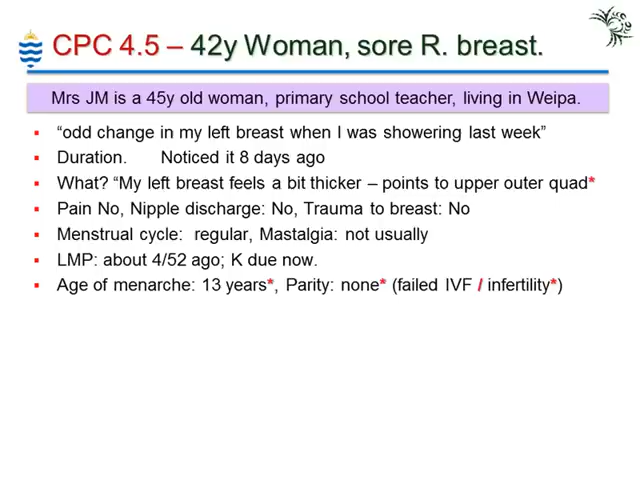 CPC 4.5 – 42y Woman, sore R. breast.
Mrs JM is a 45y old woman, primary school teacher, living in Weipa.
▪ “odd change in my left breast when I was showering last week”
▪ Duration. Noticed it 8 days ago
▪ What? “My left breast feels a bit thicker – points to upper outer quad*
▪ Pain No, Nipple discharge: No, Trauma to breast: No
▪ Menstrual cycle: regular, Mastalgia: not usually
▪ LMP: about 4/52 ago; K due now.
▪ Age of menarche: 13 years*, Parity: none* (failed IVF / infertility*)